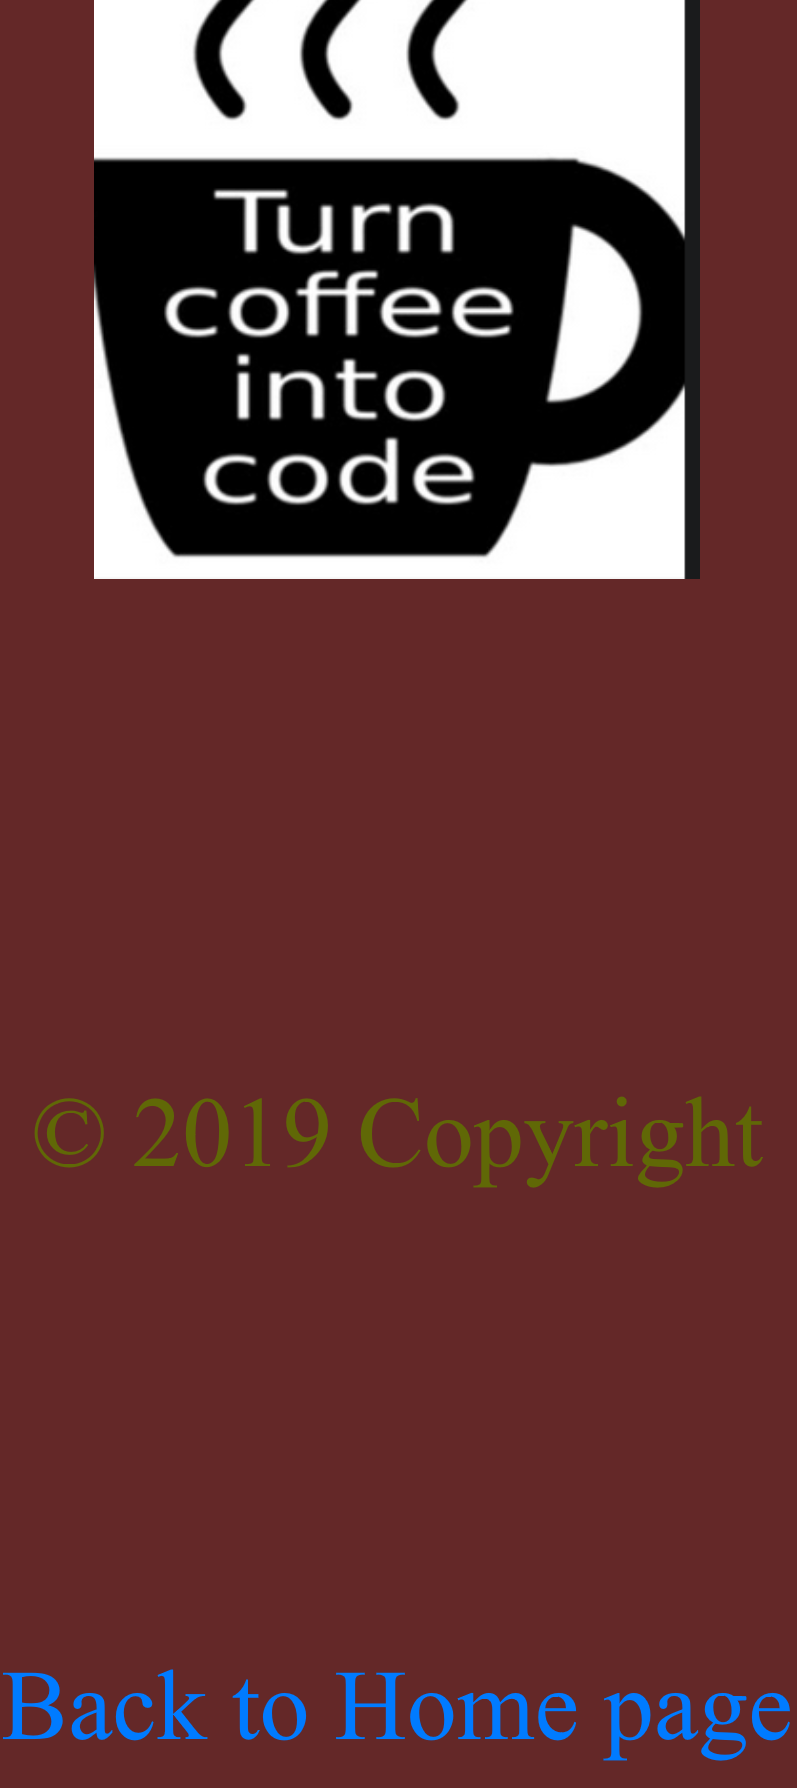 Turn
coffee
into
code
© 2019 Copyright
Back to Home page